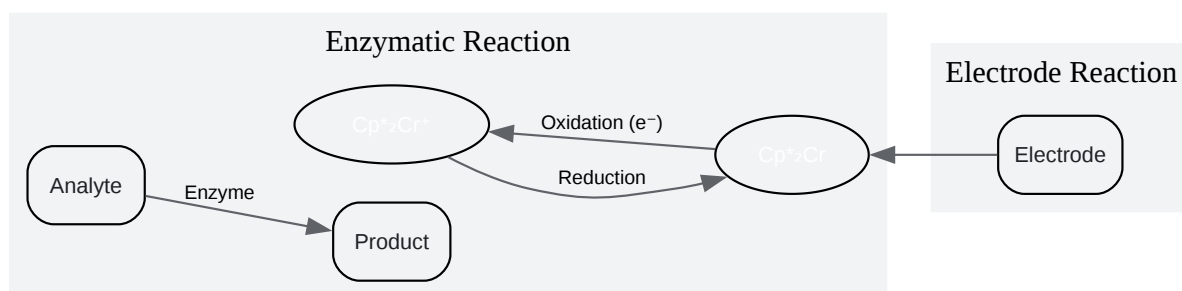 Enzymatic Reaction
Electrode Reaction
Cp*₂Cr⁺
Oxidation (e⁻)
Cp*₂Cr
Electrode
Reduction
Analyte
Enzyme
Product